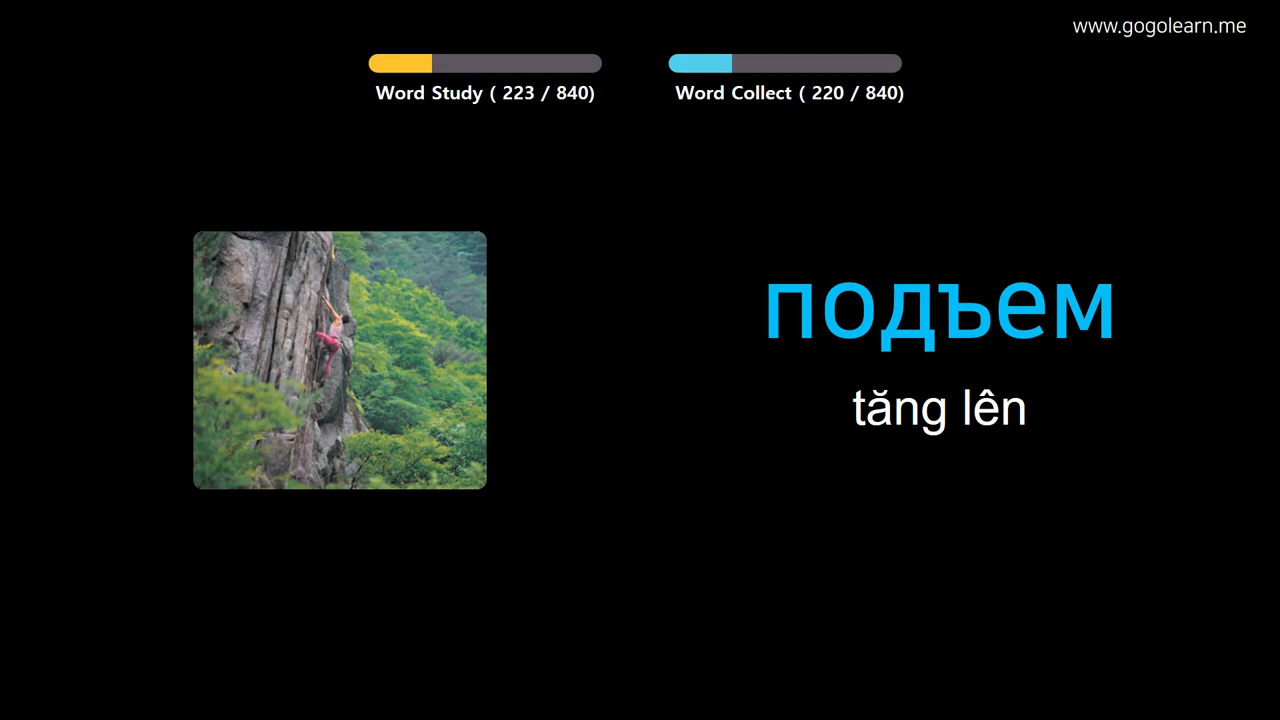 www.gogolearn.me
Word Study ( 223 / 840)
Word Collect ( 220 / 840)
подъем
tăng lên